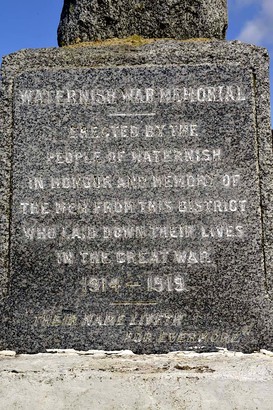 WATERNISH WAR MEMORIAL
ERECTED BY THE
PEOPLE OF WATERNISH
IN HONOUR AND MEMORY OF
THE MEN FROM THIS DISTRICT
WHO LAID DOWN THEIR LIVES
IN THE GREAT WAR
1914 - 1919
"THEIR NAME LIVETH
FOR EVERMORE"